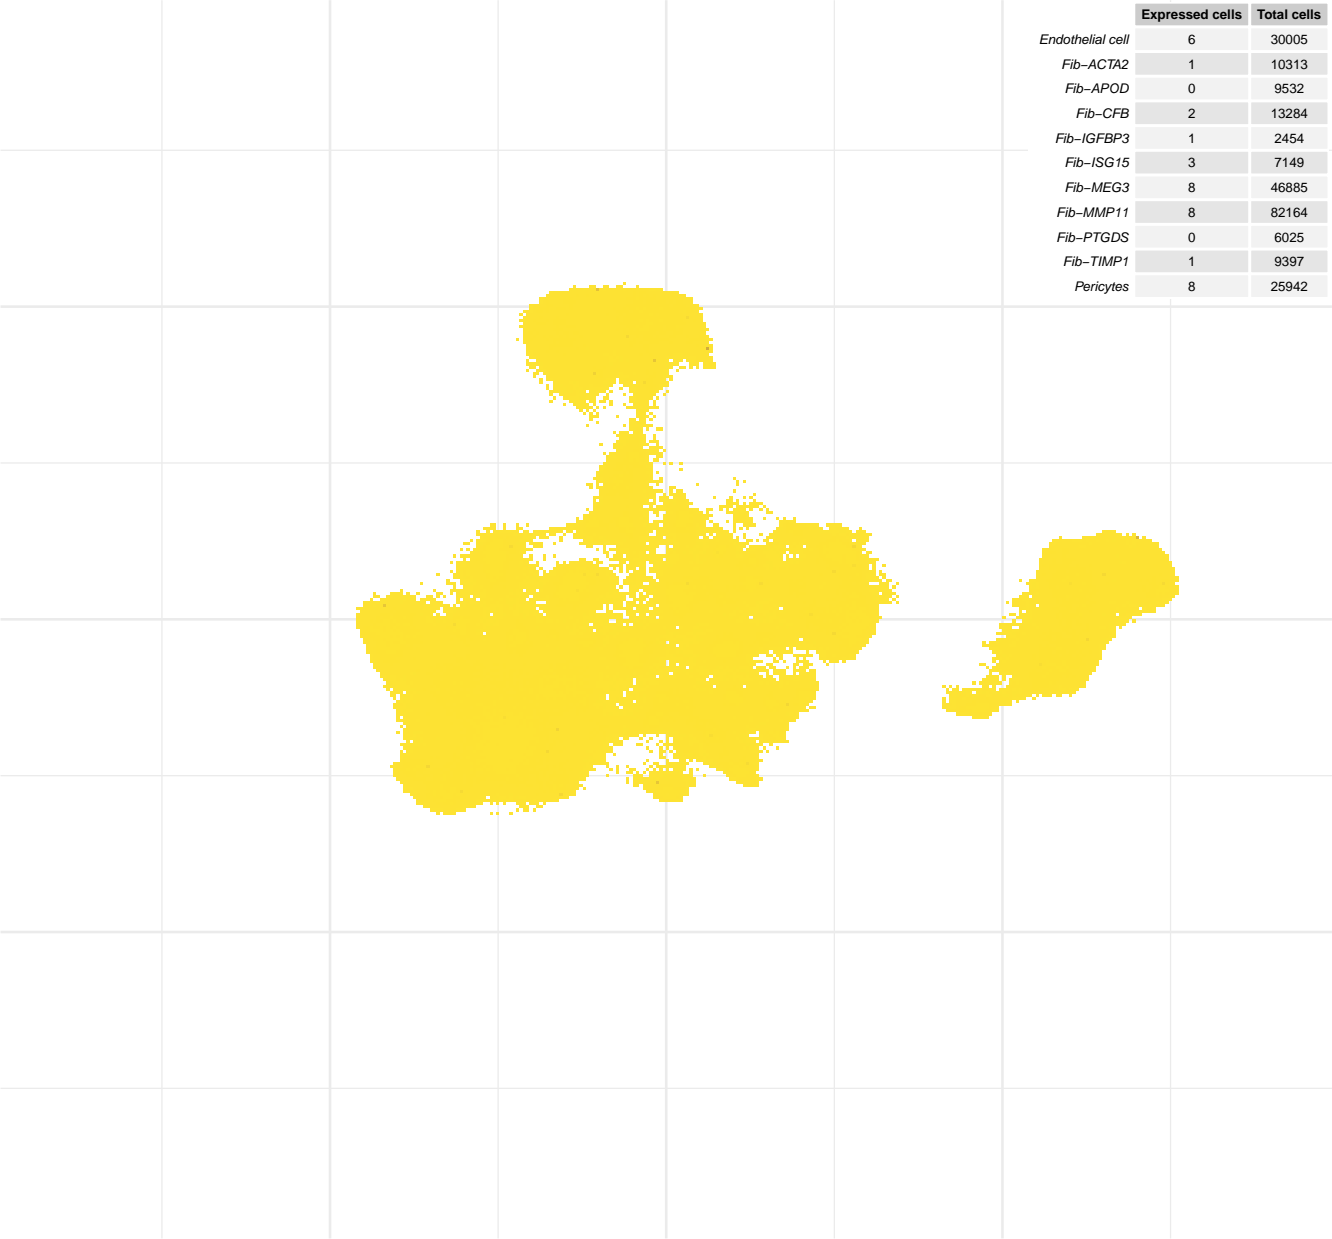 Expressed cells Total cells
Endothelial cell 6 30005
Fib−ACTA2 1 10313
Fib−APOD 0 9532
Fib−CFB 2 13284
Fib−IGFBP3 1 2454
Fib−ISG15 3 7149
Fib−MEG3 8 46885
Fib−MMP11 8 82164
Fib−PTGDS 0 6025
Fib−TIMP1 1 9397
Pericytes 8 25942